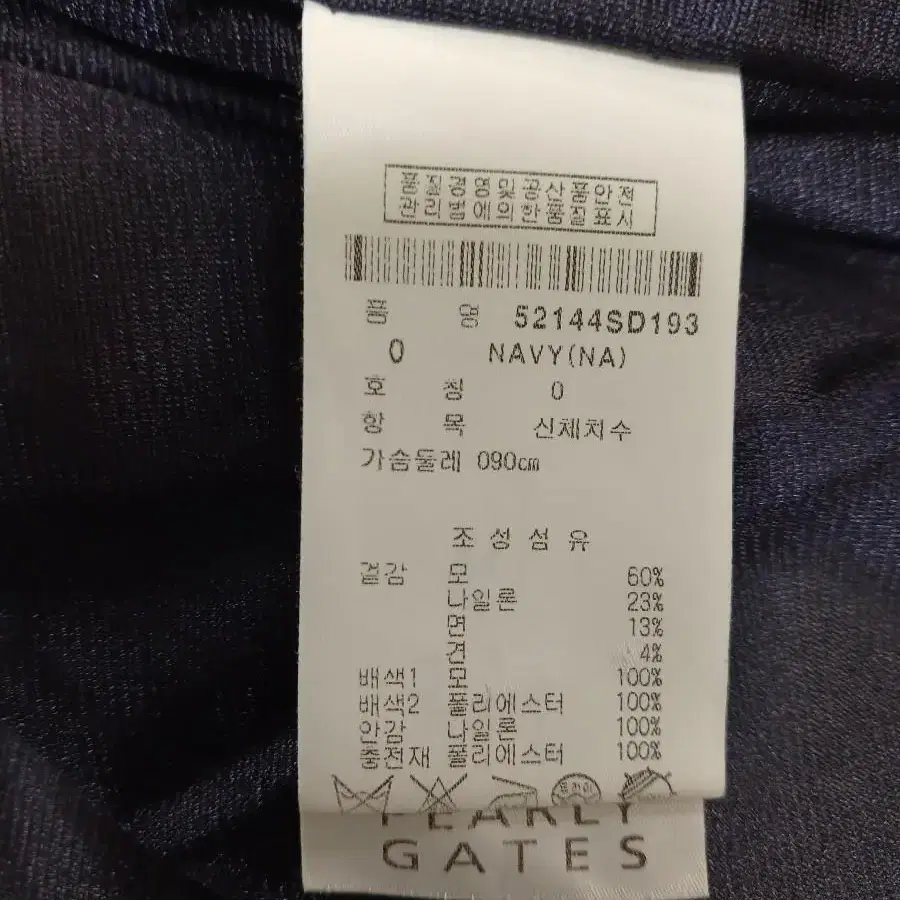 품질경영및공산품안전
관리법에의한품질표시
품 명 52144SD193
0 NAVY(NA)
호 칭 0
항 목 신체치수
가슴둘레 090㎝
조성섬유
겉감 모 60%
나일론 23%
면 13%
견 4%
배색1 모 100%
배색2 폴리에스터 100%
안감 나일론 100%
충전재 폴리에스터 100%
드라이
PEARLY
GATES